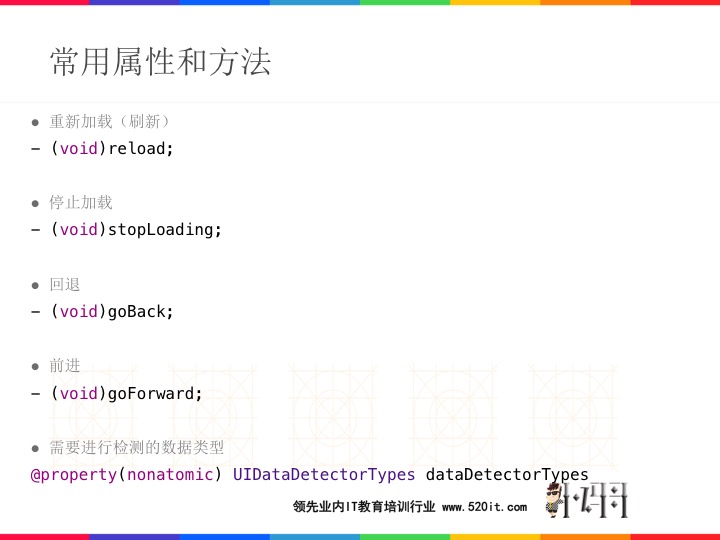 常用属性和方法
● 重新加载（刷新）
- (void)reload;
● 停止加载
- (void)stopLoading;
● 回退
- (void)goBack;
● 前进
- (void)goForward;
● 需要进行检测的数据类型
@property(nonatomic) UIDataDetectorTypes dataDetectorTypes
领先业内IT教育培训行业 www.520it.com
小码哥